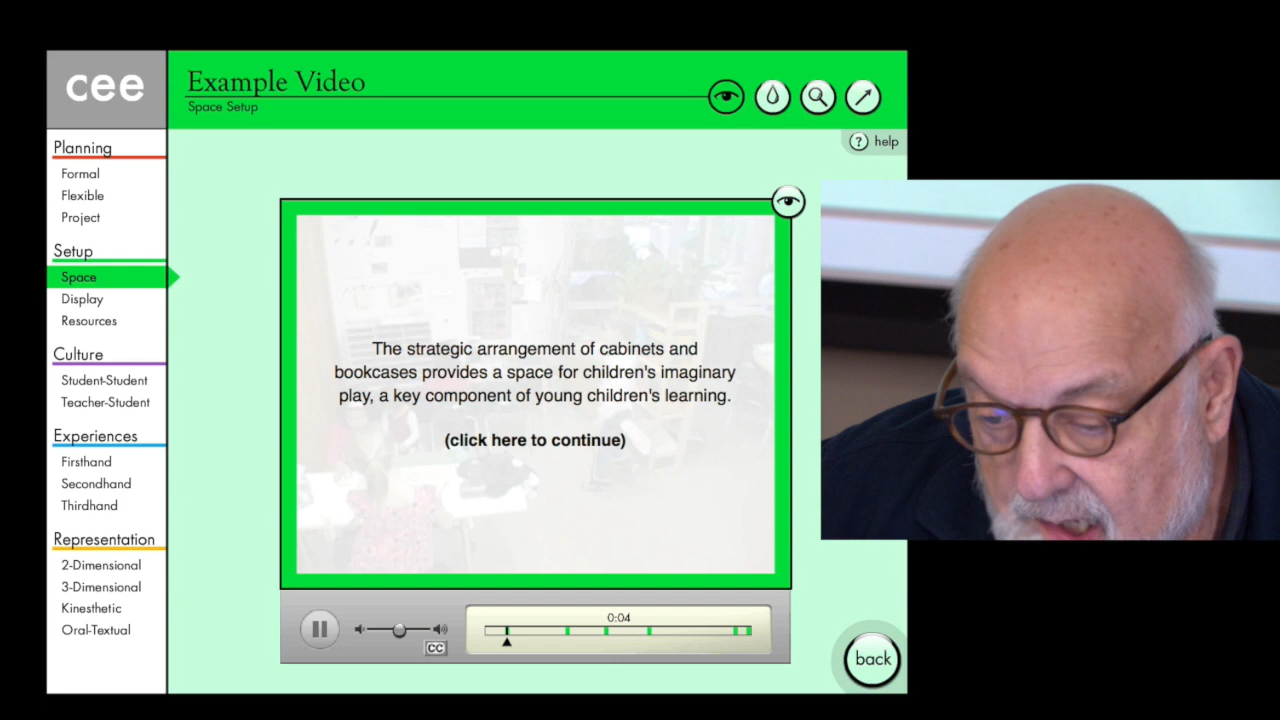 cee
Example Video
Space Setup
help
Planning
Formal
Flexible
Project
Setup
Space
Display
Resources
Culture
Student-Student
Teacher-Student
Experiences
Firsthand
Secondhand
Thirdhand
Representation
2-Dimensional
3-Dimensional
Kinesthetic
Oral-Textual
The strategic arrangement of cabinets and
bookcases provides a space for children's imaginary
play, a key component of young children's learning.
(click here to continue)
0:04
CC
back